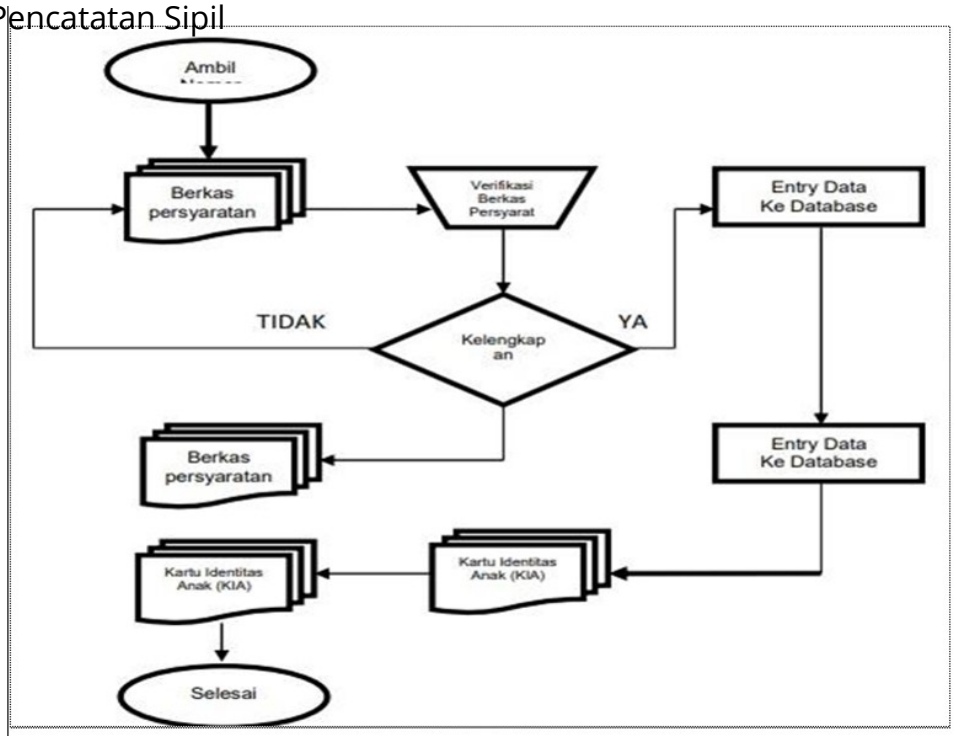 Pencatatan Sipil
Ambil
Berkas
persyaratan
Verifikasi
Berkas
Persyarat
Entry Data
Ke Database
TIDAK
YA
Kelengkap
an
Berkas
persyaratan
Entry Data
Ke Database
Kartu Identitas
Anak (KIA)
Kartu Identitas
Anak (KIA)
Selesai